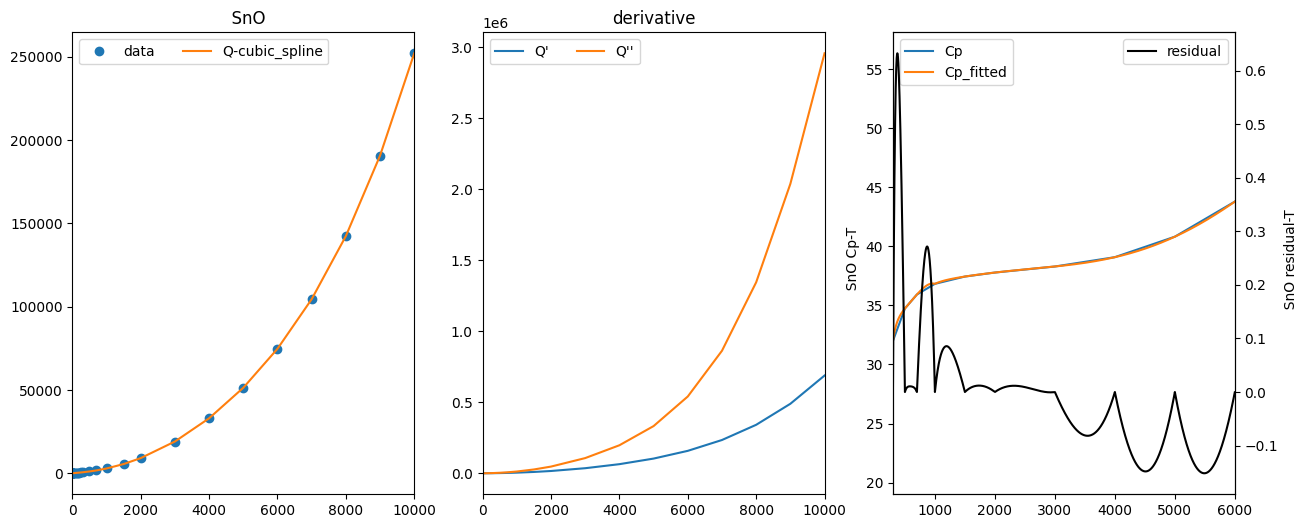 SnO
data
Q-cubic_spline
250000
200000
150000
100000
50000
0
0 2000 4000 6000 8000 10000
derivative
1e6
Q'
Q''
3.0
2.5
2.0
1.5
1.0
0.5
0.0
0 2000 4000 6000 8000 10000
Cp
Cp_fitted
residual
55
50
45
40
35
30
25
20
SnO Cp-T
0.6
0.5
0.4
0.3
0.2
0.1
0.0
−0.1
SnO residual-T
1000 2000 3000 4000 5000 6000